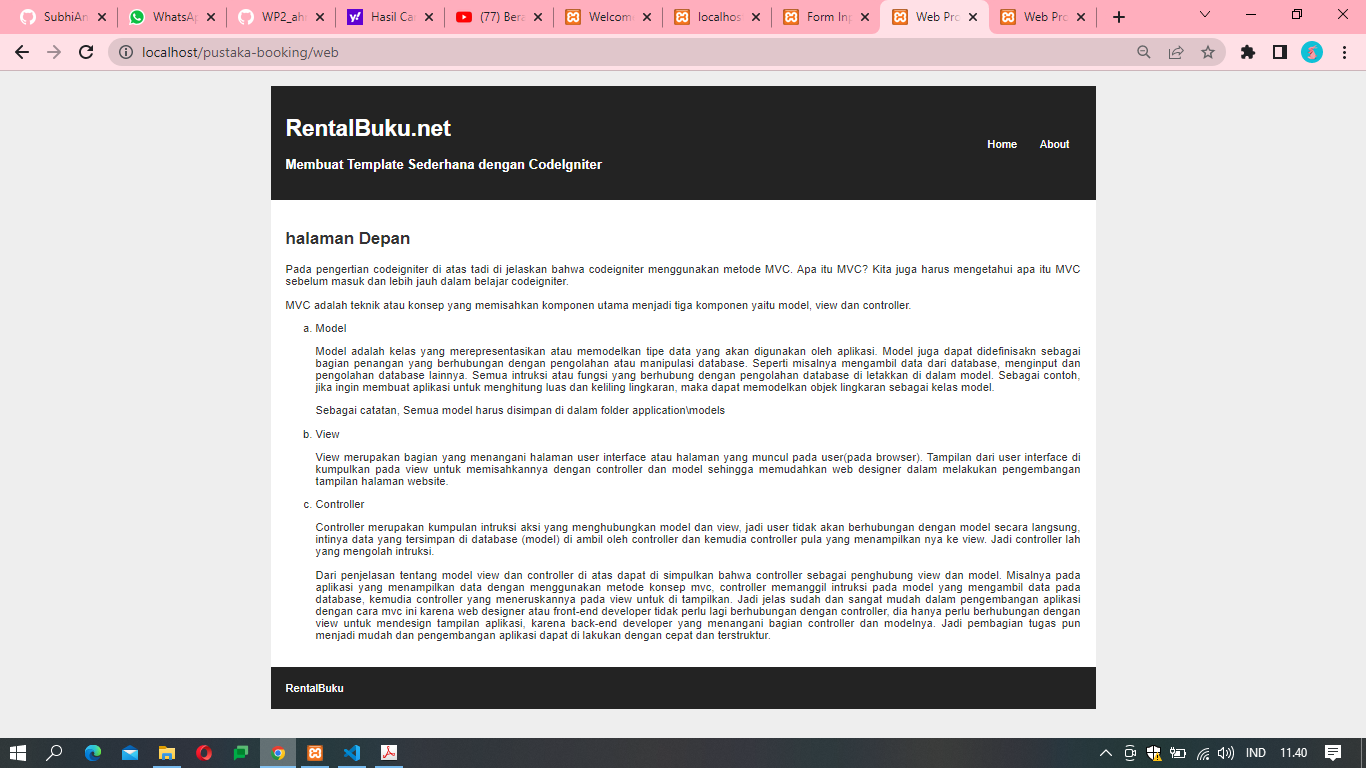 SubhiAn
WhatsAp
WP2_ah
Hasil Ca
(77) Bera
Welcome
localhos
Form Inp
Web Pro
Web Pro
localhost/pustaka-booking/web
RentalBuku.net
Membuat Template Sederhana dengan CodeIgniter
Home
About
halaman Depan
Pada pengertian codeigniter di atas tadi di jelaskan bahwa codeigniter menggunakan metode MVC. Apa itu MVC? Kita juga harus mengetahui apa itu MVC
sebelum masuk dan lebih jauh dalam belajar codeigniter.
MVC adalah teknik atau konsep yang memisahkan komponen utama menjadi tiga komponen yaitu model, view dan controller.
a. Model
Model adalah kelas yang merepresentasikan atau memodelkan tipe data yang akan digunakan oleh aplikasi. Model juga dapat didefinisakn sebagai
bagian penangan yang berhubungan dengan pengolahan atau manipulasi database. Seperti misalnya mengambil data dari database, menginput dan
pengolahan database lainnya. Semua intruksi atau fungsi yang berhubung dengan pengolahan database di letakkan di dalam model. Sebagai contoh,
jika ingin membuat aplikasi untuk menghitung luas dan keliling lingkaran, maka dapat memodelkan objek lingkaran sebagai kelas model.
Sebagai catatan, Semua model harus disimpan di dalam folder application\models
b. View
View merupakan bagian yang menangani halaman user interface atau halaman yang muncul pada user(pada browser). Tampilan dari user interface di
kumpulkan pada view untuk memisahkannya dengan controller dan model sehingga memudahkan web designer dalam melakukan pengembangan
tampilan halaman website.
c. Controller
Controller merupakan kumpulan intruksi aksi yang menghubungkan model dan view, jadi user tidak akan berhubungan dengan model secara langsung,
intinya data yang tersimpan di database (model) di ambil oleh controller dan kemudia controller pula yang menampilkan nya ke view. Jadi controller lah
yang mengolah intruksi.
Dari penjelasan tentang model view dan controller di atas dapat di simpulkan bahwa controller sebagai penghubung view dan model. Misalnya pada
aplikasi yang menampilkan data dengan menggunakan metode konsep mvc, controller memanggil intruksi pada model yang mengambil data pada
database, kemudia controller yang meneruskannya pada view untuk di tampilkan. Jadi jelas sudah dan sangat mudah dalam pengembangan aplikasi
dengan cara mvc ini karena web designer atau front-end developer tidak perlu lagi berhubungan dengan controller, dia hanya perlu berhubungan dengan
view untuk mendesign tampilan aplikasi, karena back-end developer yang menangani bagian controller dan modelnya. Jadi pembagian tugas pun
menjadi mudah dan pengembangan aplikasi dapat di lakukan dengan cepat dan terstruktur.
RentalBuku
IND
11.40